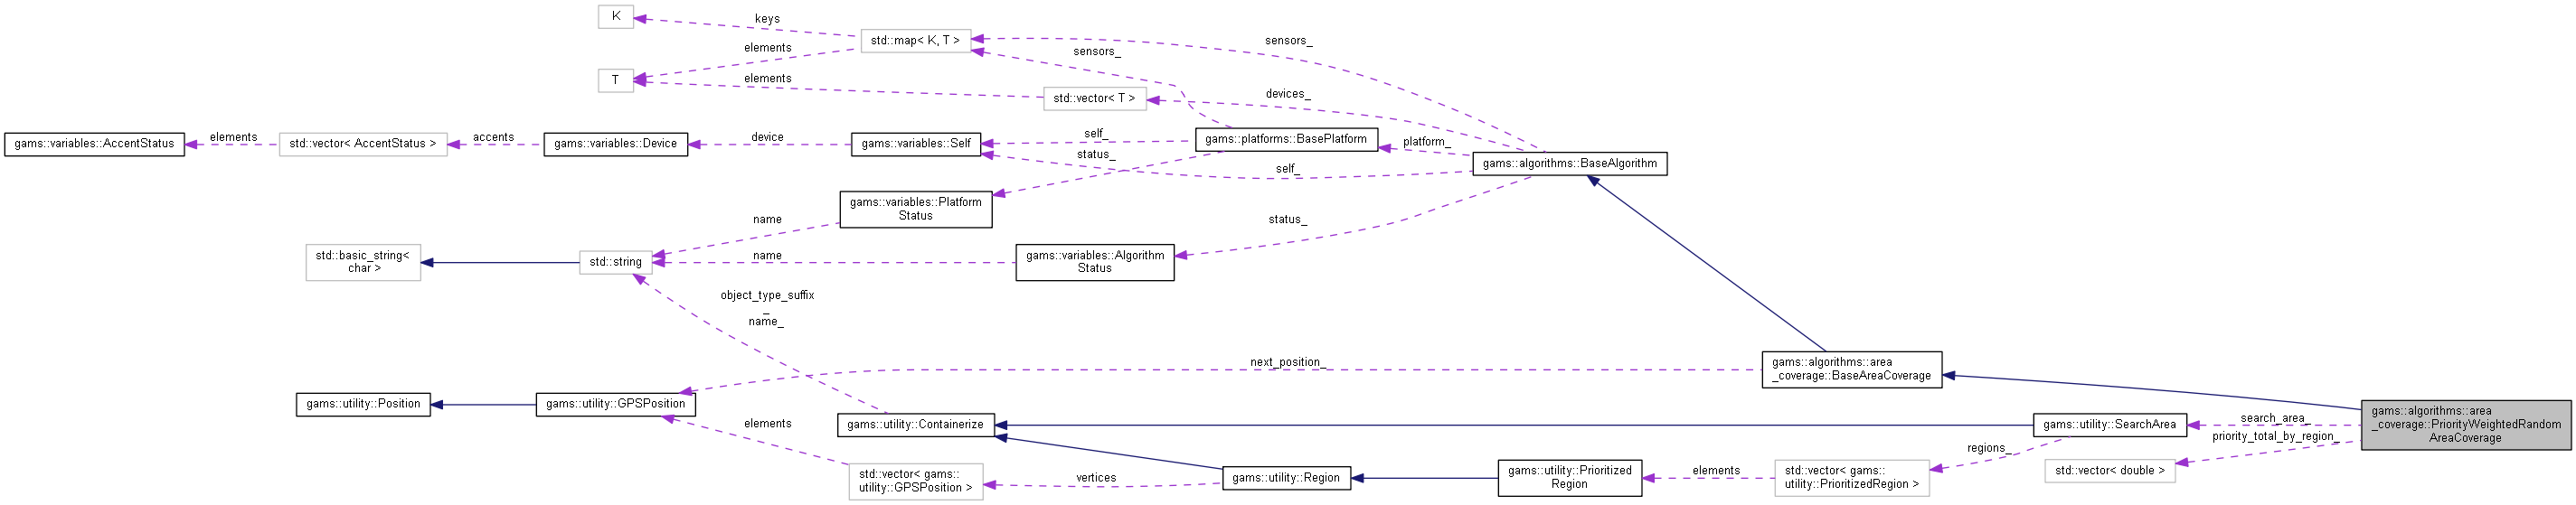 K
keys
std::map< K, T >
sensors_
elements
sensors_
T
elements
std::vector< T >
devices_
gams::variables::AccentStatus
elements
std::vector< AccentStatus >
accents
gams::variables::Device
device
gams::variables::Self
self_
gams::platforms::BasePlatform
platform_
gams::algorithms::BaseAlgorithm
status_
self_
gams::variables::Platform
Status
name
status_
std::basic_string<
char >
std::string
name
gams::variables::Algorithm
Status
object_type_suffix
_
name_
next_position_
gams::algorithms::area
_coverage::BaseAreaCoverage
gams::utility::Position
gams::utility::GPSPosition
elements
gams::utility::Containerize
gams::utility::SearchArea
search_area_
gams::algorithms::area
_coverage::PriorityWeightedRandom
AreaCoverage
priority_total_by_region_
regions_
std::vector< gams::
utility::GPSPosition >
vertices
gams::utility::Region
gams::utility::Prioritized
Region
elements
std::vector< gams::
utility::PrioritizedRegion >
std::vector< double >